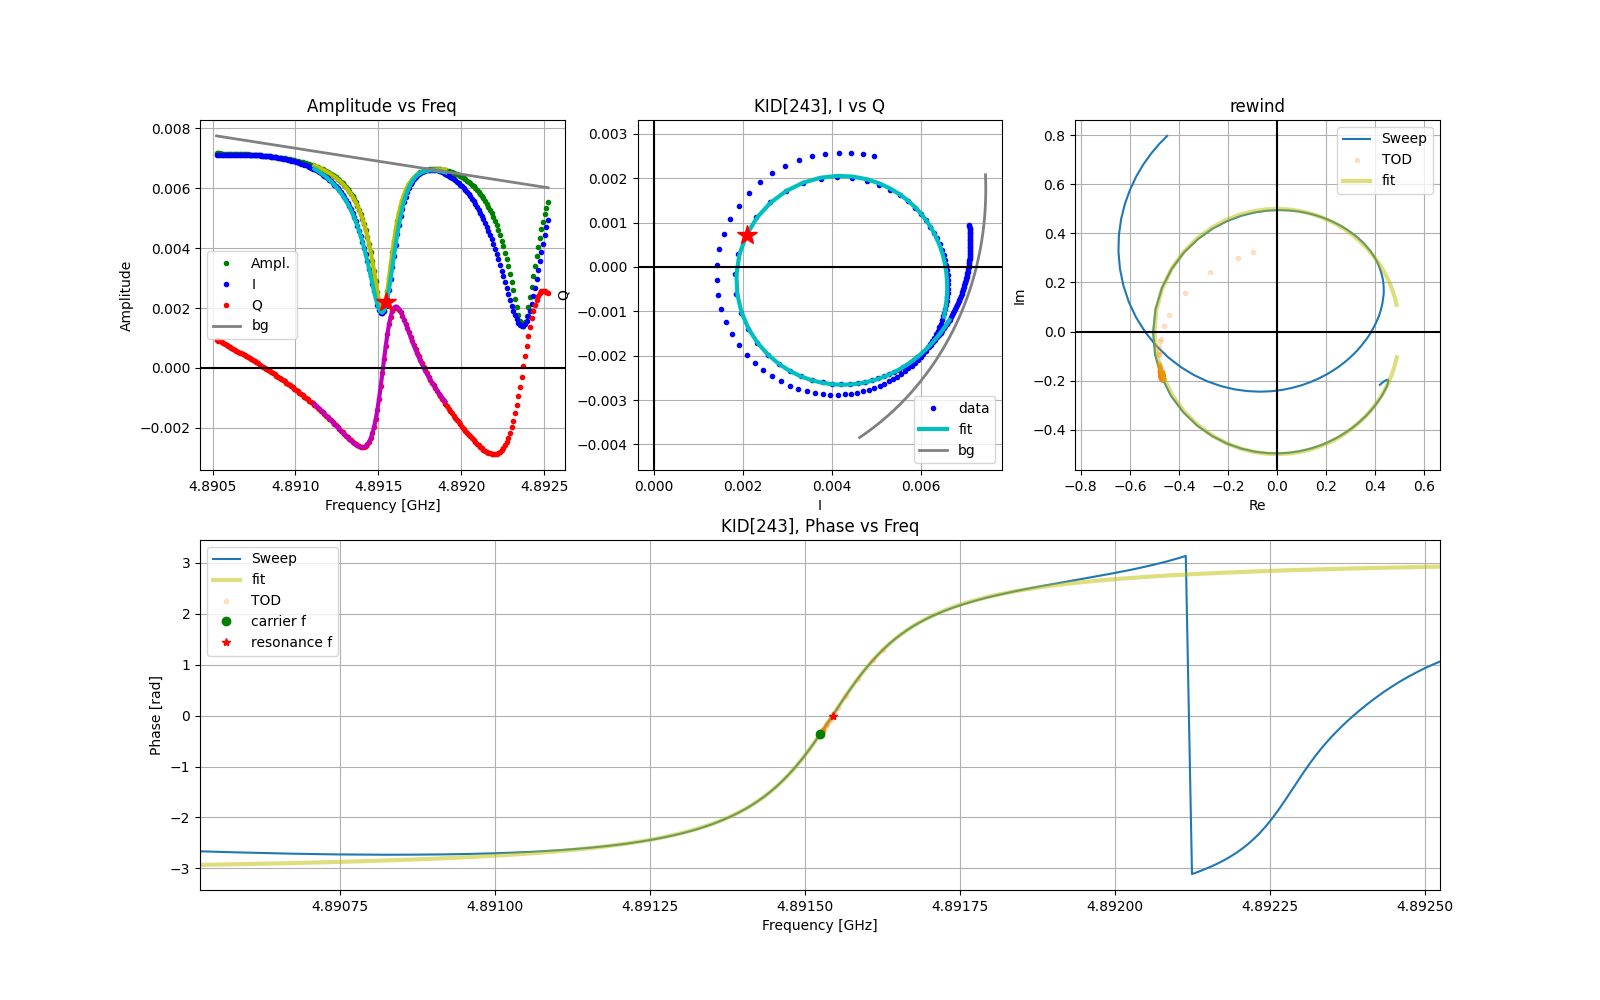 Amplitude vs Freq
0.008
0.006
0.004
0.002
0.000
−0.002
Amplitude
Ampl.
I
Q
bg
4.8905 4.8910 4.8915 4.8920 4.8925
Frequency [GHz]
KID[243], I vs Q
0.003
0.002
0.001
0.000
−0.001
−0.002
−0.003
−0.004
Q
data
fit
bg
0.000 0.002 0.004 0.006
I
rewind
0.8
0.6
0.4
0.2
0.0
−0.2
−0.4
Im
Sweep
TOD
fit
−0.8 −0.6 −0.4 −0.2 0.0 0.2 0.4 0.6
Re
KID[243], Phase vs Freq
3
2
1
0
−1
−2
−3
Phase [rad]
Sweep
fit
TOD
carrier f
resonance f
4.89075 4.89100 4.89125 4.89150 4.89175 4.89200 4.89225 4.89250
Frequency [GHz]